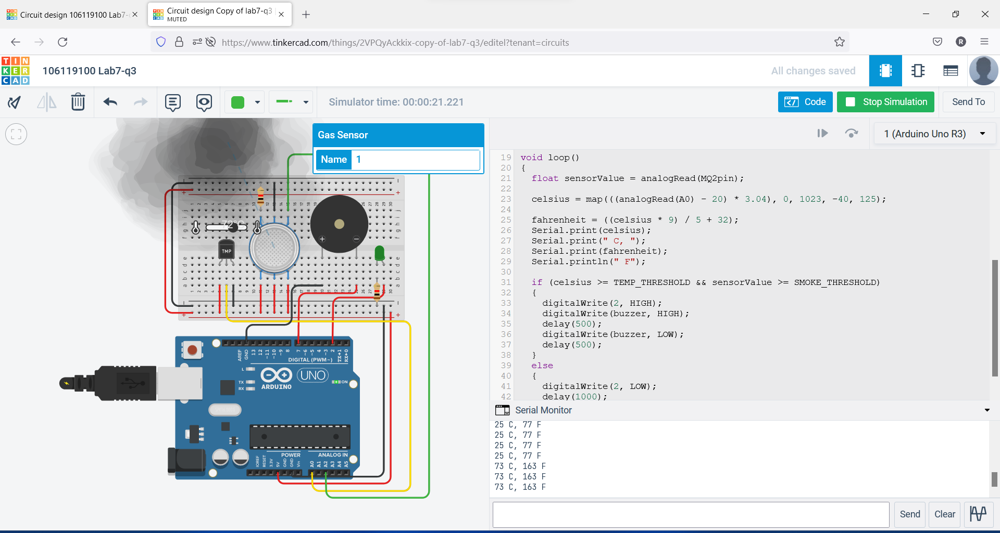 Circuit design 106119100 Lab7-
Circuit design Copy of lab7-q3
MUTED
https://www.tinkercad.com/things/2VPQyAckkix-copy-of-lab7-q3/editel?tenant=circuits
R
TIN
KER
CAD
106119100 Lab7-q3
All changes saved
Simulator time: 00:00:21.221
Code
Stop Simulation
Send To
Gas Sensor
Name 1
1 (Arduino Uno R3)
72°C
TMP
AREF
GND
13
12
~11
~10
~9
8
7
~6
~5
4
~3
2
TX→1
RX←0
DIGITAL (PWM~)
L
TX
RX
UNO
ARDUINO
ON
POWER
ANALOG IN
IOREF
RESET
3.3V
5V
GND
GND
Vin
A0
A1
A2
A3
A4
A5
19 void loop()
20 {
21 float sensorValue = analogRead(MQ2pin);
22
23 celsius = map(((analogRead(A0) - 20) * 3.04), 0, 1023, -40, 125);
24
25 fahrenheit = ((celsius * 9) / 5 + 32);
26 Serial.print(celsius);
27 Serial.print(" C, ");
28 Serial.print(fahrenheit);
29 Serial.println(" F");
30
31 if (celsius >= TEMP_THRESHOLD && sensorValue >= SMOKE_THRESHOLD)
32 {
33 digitalWrite(2, HIGH);
34 digitalWrite(buzzer, HIGH);
35 delay(500);
36 digitalWrite(buzzer, LOW);
37 delay(500);
38 }
39 else
40 {
41 digitalWrite(2, LOW);
42 delay(1000);
Serial Monitor
25 C, 77 F
25 C, 77 F
25 C, 77 F
25 C, 77 F
73 C, 163 F
73 C, 163 F
73 C, 163 F
Send
Clear